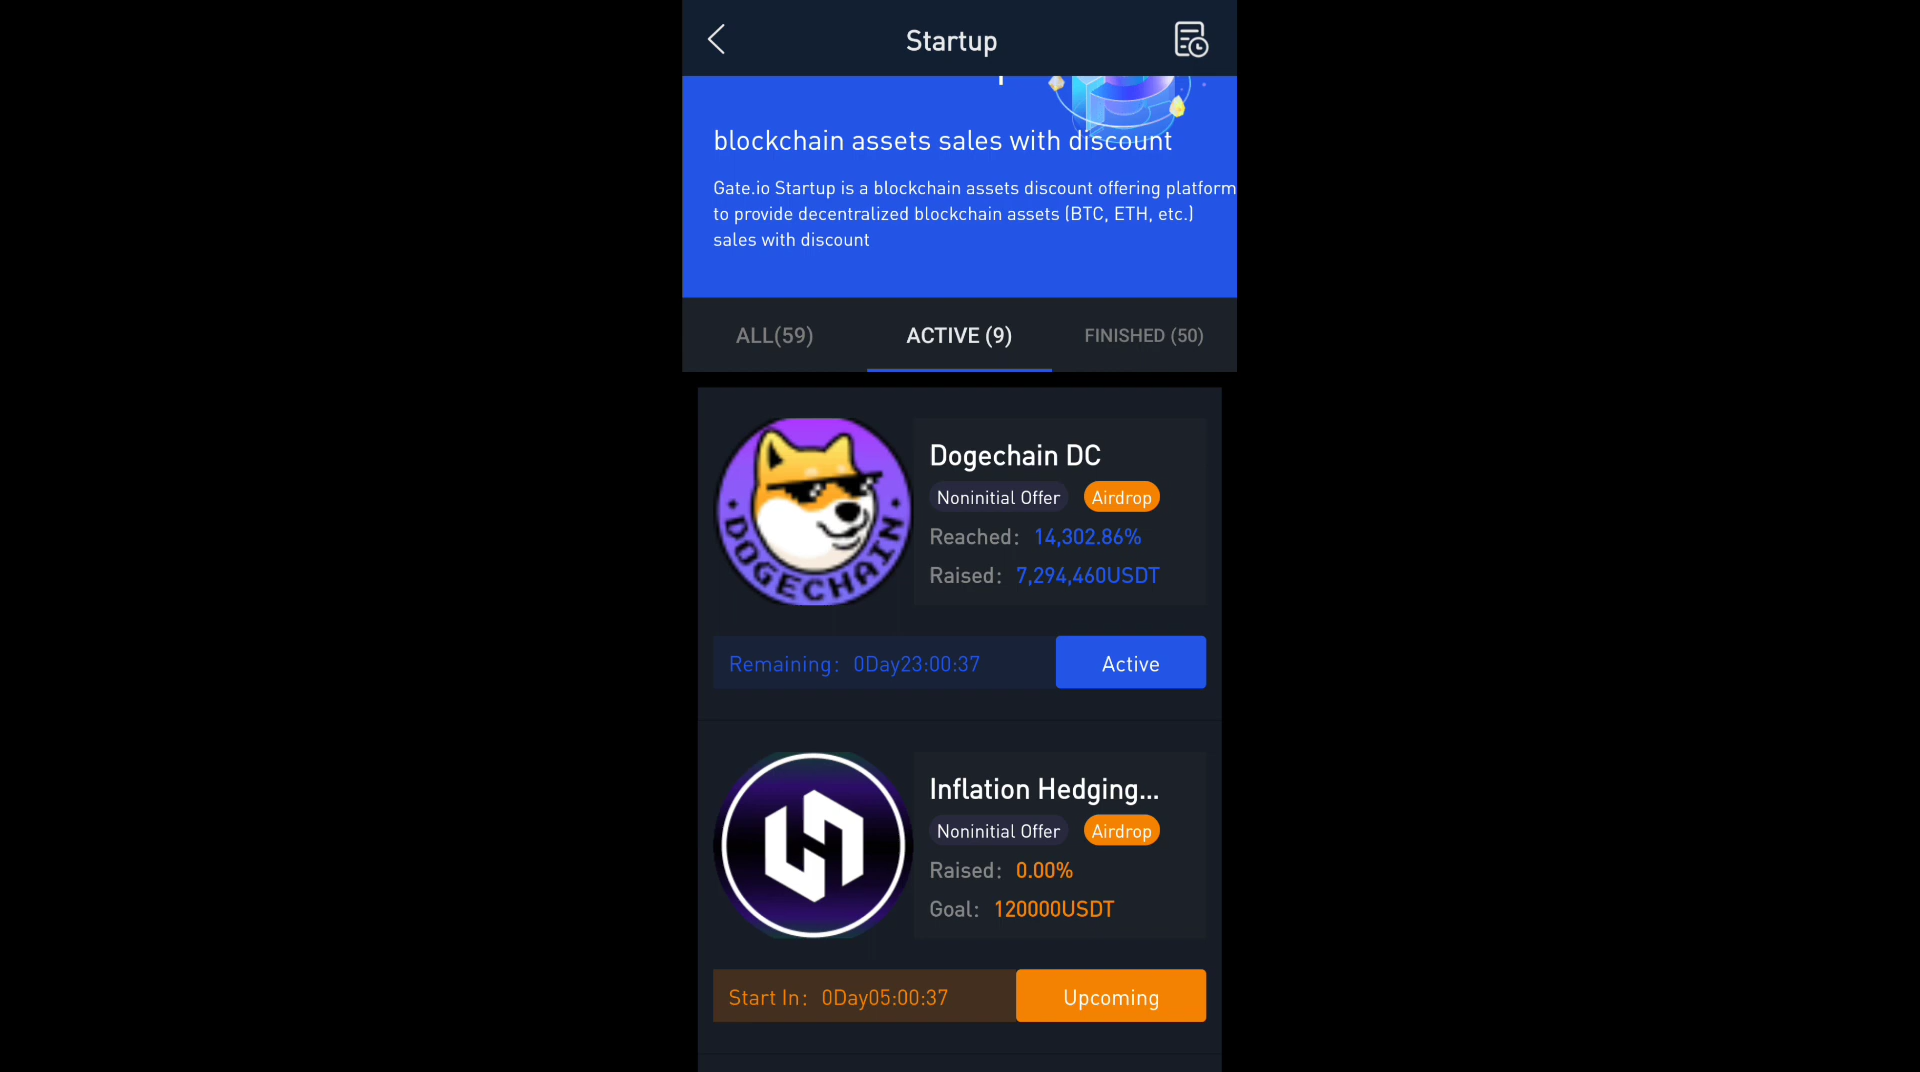 Startup
blockchain assets sales with discount
Gate.io Startup is a blockchain assets discount offering platform
to provide decentralized blockchain assets (BTC, ETH, etc.)
sales with discount
ALL(59)
ACTIVE (9)
FINISHED (50)
DOGECHAIN
Dogechain DC
Noninitial Offer
Airdrop
Reached: 14,302.86%
Raised: 7,294,460USDT
Remaining: 0Day23:00:37
Active
Inflation Hedging...
Noninitial Offer
Airdrop
Raised: 0.00%
Goal: 120000USDT
Start In: 0Day05:00:37
Upcoming